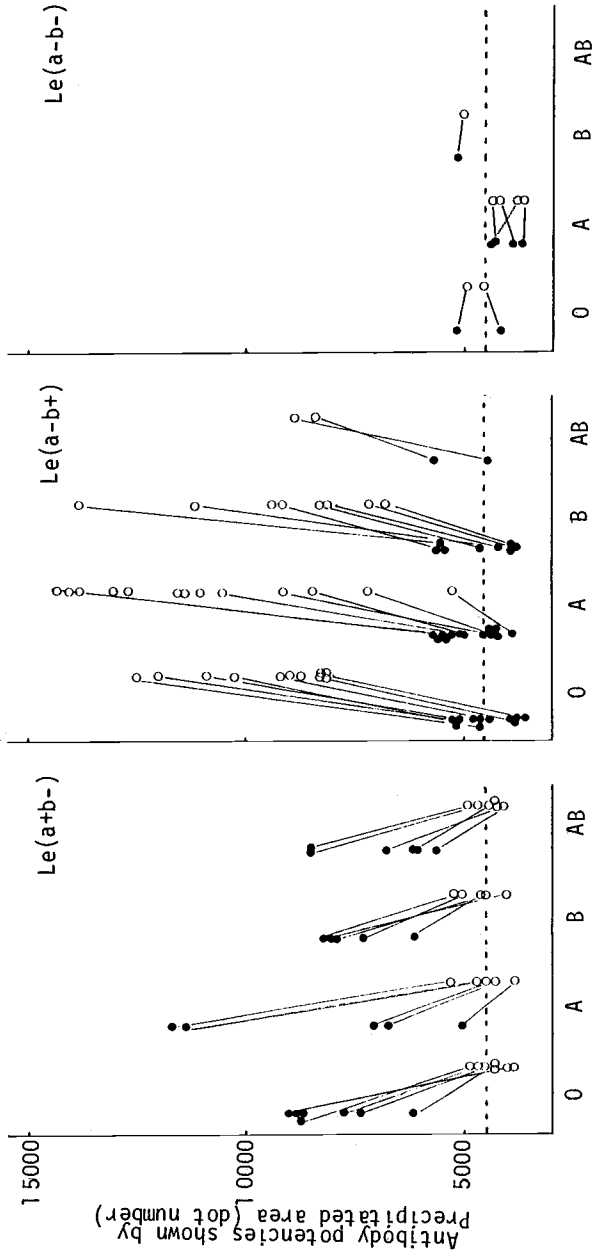 Antibody potencies shown by
Precipitated area (dot number)
15000
10000
5000
Le(a+b-)
O A B AB
Le(a-b+)
O A B AB
Le(a-b-)
O A B AB